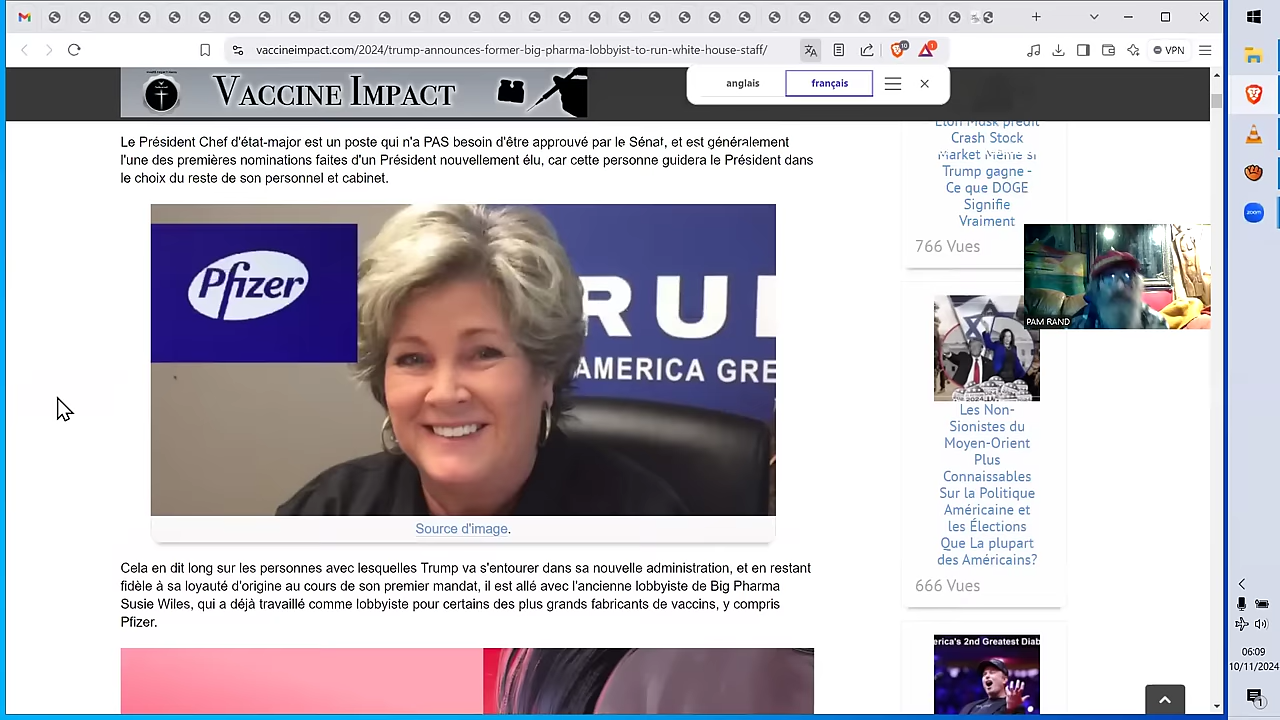 vaccineimpact.com/2024/trump-announces-former-big-pharma-lobbyist-to-run-white-house-staff/
VPN
VACCINE IMPACT
anglais
français
Le Président Chef d'état-major est un poste qui n'a PAS besoin d'être approuvé par le Sénat, et est généralement
l'une des premières nominations faites d'un Président nouvellement élu, car cette personne guidera le Président dans
le choix du reste de son personnel et cabinet.
Pfizer
RU
AMERICA GRE
Source d'image.
Cela en dit long sur les personnes avec lesquelles Trump va s'entourer dens sa nouvelle administration, et en restant
fidèle à sa loyauté d'origine au cours de son premier mandat, il est allé avec l'ancienne lobbyiste de Big Pharma
Susie Wiles, qui a déjà travaillé comme lobbyiste pour certains des plus grands fabricants de vaccins, y compris
Pfizer.
Elon Musk prédit
Crash Stock
Market Même si
Trump gagne -
Ce que DOGE
Signifie
Vraiment
766 Vues
PAM RAND
Les Non-
Sionistes du
Moyen-Orient
Plus
Connaissables
Sur la Politique
Américaine et
les Élections
Que La plupart
des Américains?
666 Vues
erica's 2nd Greatest Diab
zoom
06:09
10/11/2024